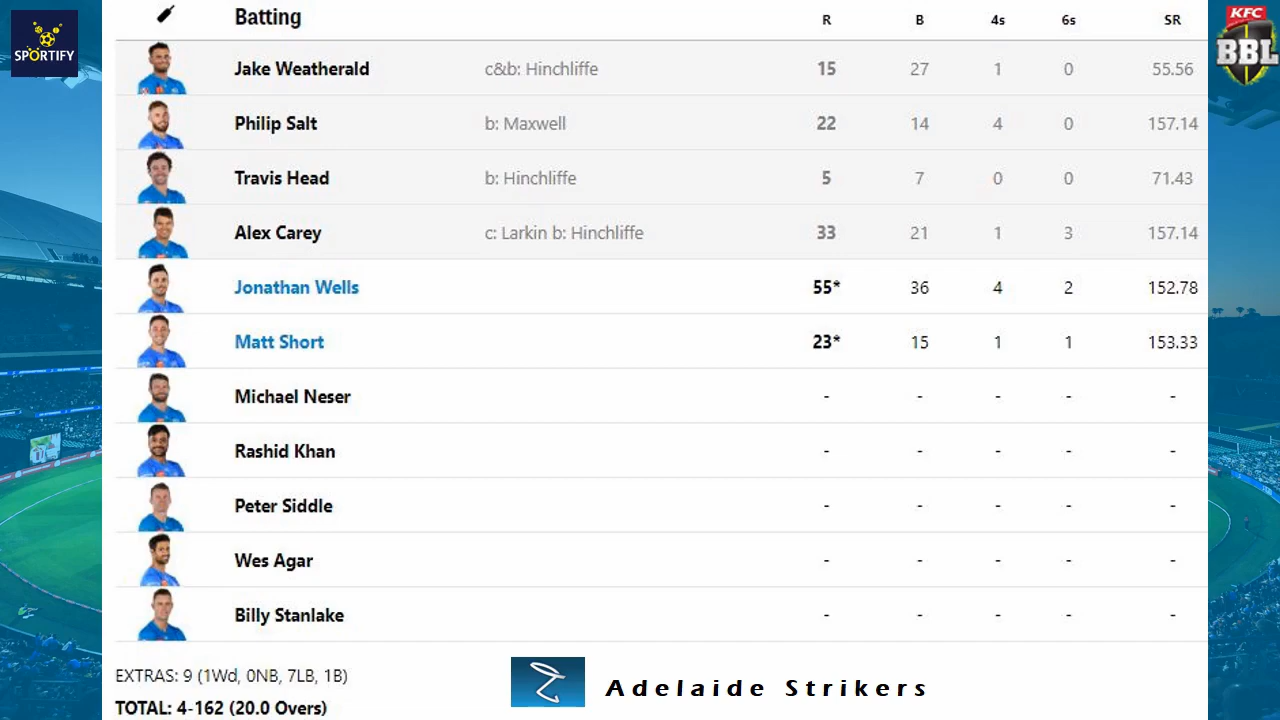 SPORTIFY
KFC
BBL
Batting R B 4s 6s SR
Jake Weatherald c&b: Hinchliffe 15 27 1 0 55.56
Philip Salt b: Maxwell 22 14 4 0 157.14
Travis Head b: Hinchliffe 5 7 0 0 71.43
Alex Carey c: Larkin b: Hinchliffe 33 21 1 3 157.14
Jonathan Wells 55* 36 4 2 152.78
Matt Short 23* 15 1 1 153.33
Michael Neser - - - - -
Rashid Khan - - - - -
Peter Siddle - - - - -
Wes Agar - - - - -
Billy Stanlake - - - - -
EXTRAS: 9 (1Wd, 0NB, 7LB, 1B)
Adelaide Strikers
TOTAL: 4-162 (20.0 Overs)